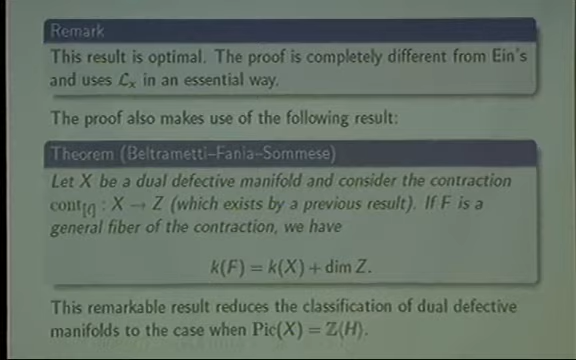 Remark
This result is optimal. The proof is completely different from Ein's
and uses ℒₓ in an essential way.
The proof also makes use of the following result:
Theorem (Beltrametti–Fania–Sommese)
Let X be a dual defective manifold and consider the contraction
cont[l] : X → Z (which exists by a previous result). If F is a
general fiber of the contraction, we have
k(F) = k(X) + dim Z.
This remarkable result reduces the classification of dual defective
manifolds to the case when Pic(X) = ℤ⟨H⟩.